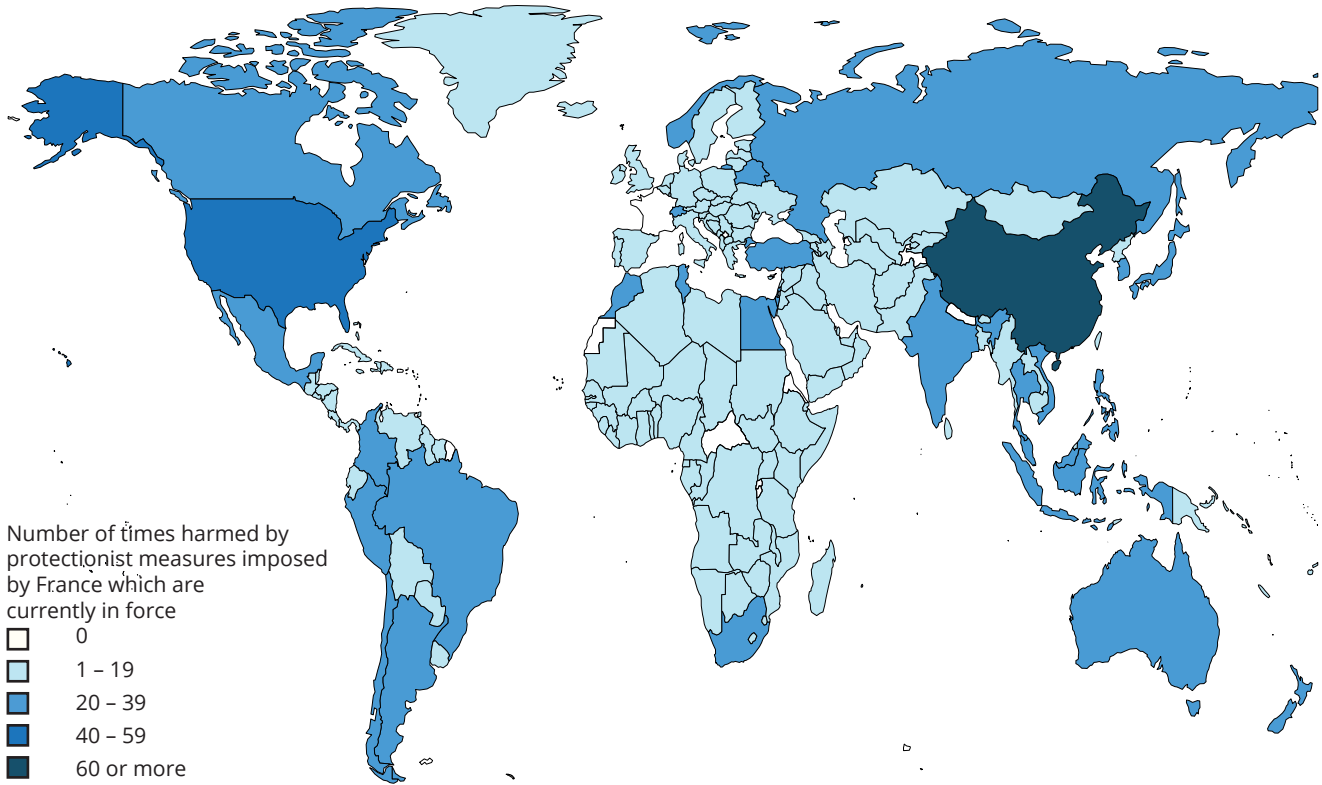 Number of times harmed by
protectionist measures imposed
by France which are
currently in force
0
1 – 19
20 – 39
40 – 59
60 or more